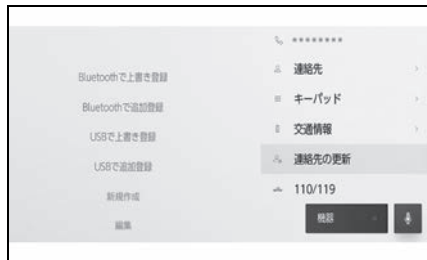 Bluetoothで上書き登録
Bluetoothで追加登録
USBで上書き登録
USBで追加登録
新規作成
編集
********
連絡先
キーパッド
交通情報
連絡先の更新
110/119
機器